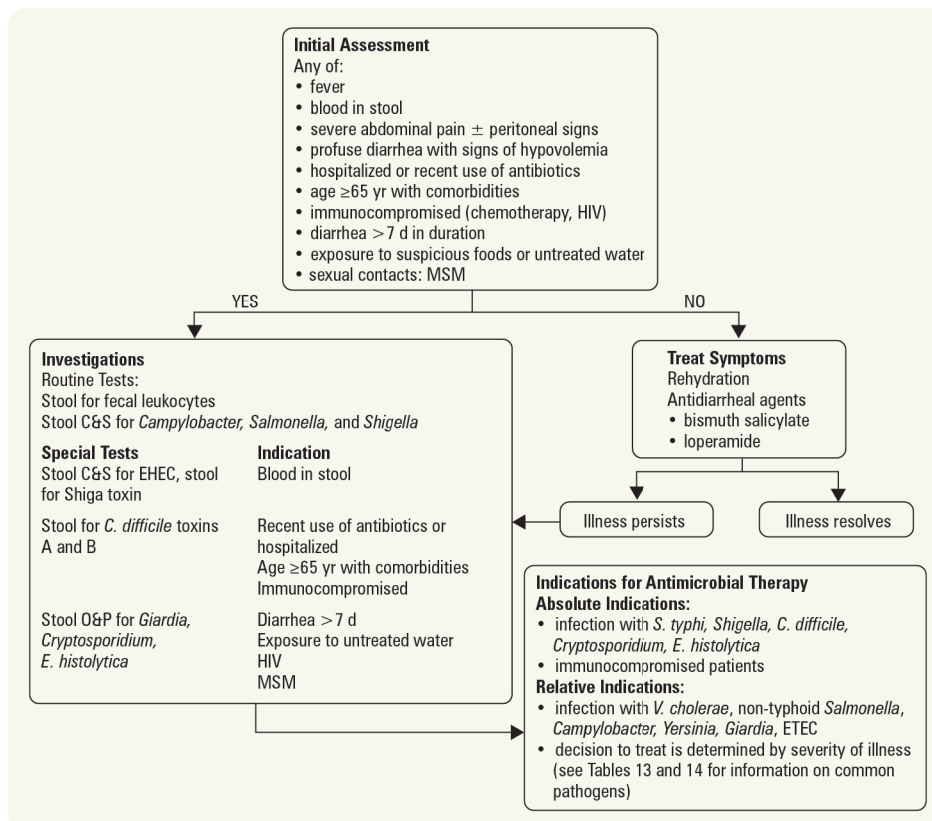 Initial Assessment
Any of:
• fever
• blood in stool
• severe abdominal pain ± peritoneal signs
• profuse diarrhea with signs of hypovolemia
• hospitalized or recent use of antibiotics
• age ≥65 yr with comorbidities
• immunocompromised (chemotherapy, HIV)
• diarrhea >7 d in duration
• exposure to suspicious foods or untreated water
• sexual contacts: MSM
YES
NO
Investigations
Routine Tests:
Stool for fecal leukocytes
Stool C&S for Campylobacter, Salmonella, and Shigella
Special Tests
Indication
Stool C&S for EHEC, stool
for Shiga toxin
Blood in stool
Stool for C. difficile toxins
A and B
Recent use of antibiotics or
hospitalized
Age ≥65 yr with comorbidities
Immunocompromised
Stool O&P for Giardia,
Cryptosporidium,
E. histolytica
Diarrhea >7 d
Exposure to untreated water
HIV
MSM
Treat Symptoms
Rehydration
Antidiarrheal agents
• bismuth salicylate
• loperamide
Illness persists
Illness resolves
Indications for Antimicrobial Therapy
Absolute Indications:
• infection with S. typhi, Shigella, C. difficile,
Cryptosporidium, E. histolytica
• immunocompromised patients
Relative Indications:
• infection with V. cholerae, non-typhoid Salmonella,
Campylobacter, Yersinia, Giardia, ETEC
• decision to treat is determined by severity of illness
(see Tables 13 and 14 for information on common
pathogens)